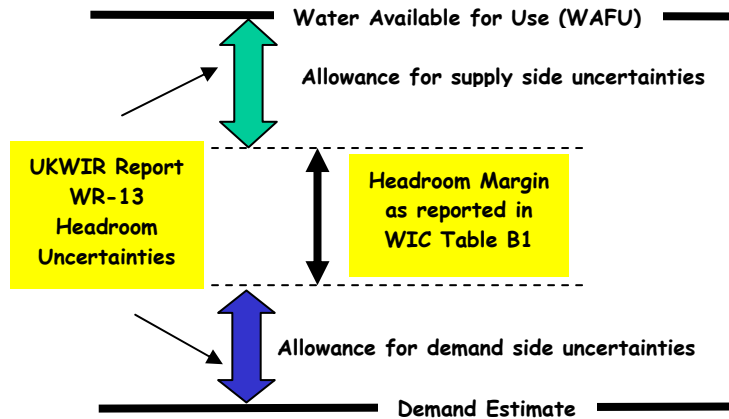 Water Available for Use (WAFU)
Allowance for supply side uncertainties
UKWIR Report
WR-13
Headroom
Uncertainties
Headroom Margin
as reported in
WIC Table B1
Allowance for demand side uncertainties
Demand Estimate